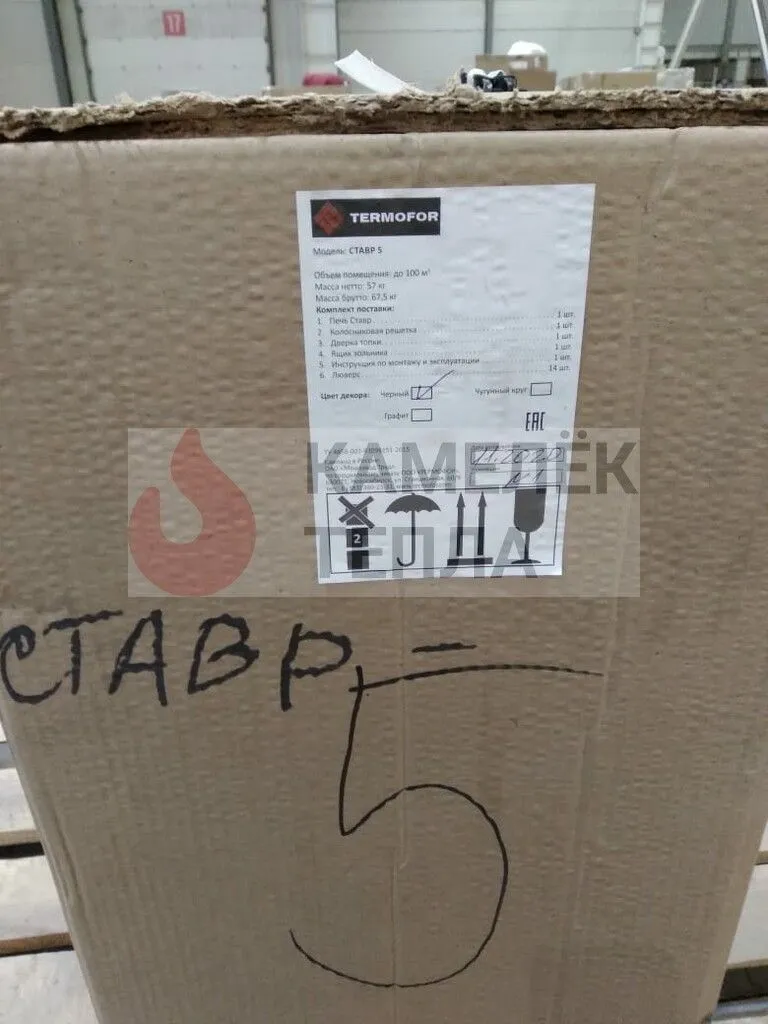 17
TERMOFOR
Модель: СТАВР 5
Объем помещения: до 100 м³
Масса нетто: 57 кг
Масса брутто: 67,5 кг
Комплект поставки:
1. Печь Ставр 1 шт.
2. Колосниковая решетка 1 шт.
3. Дверка топки 1 шт.
4. Ящик зольника 1 шт.
5. Инструкция по монтажу и эксплуатации 1 шт.
6. Люверс 14 шт.
Цвет декора: Черный Чугунный круг
Графит
EAC
Сделано в России
КАМЕЛЁК
ТЕПЛА
2
СТАВР -
5